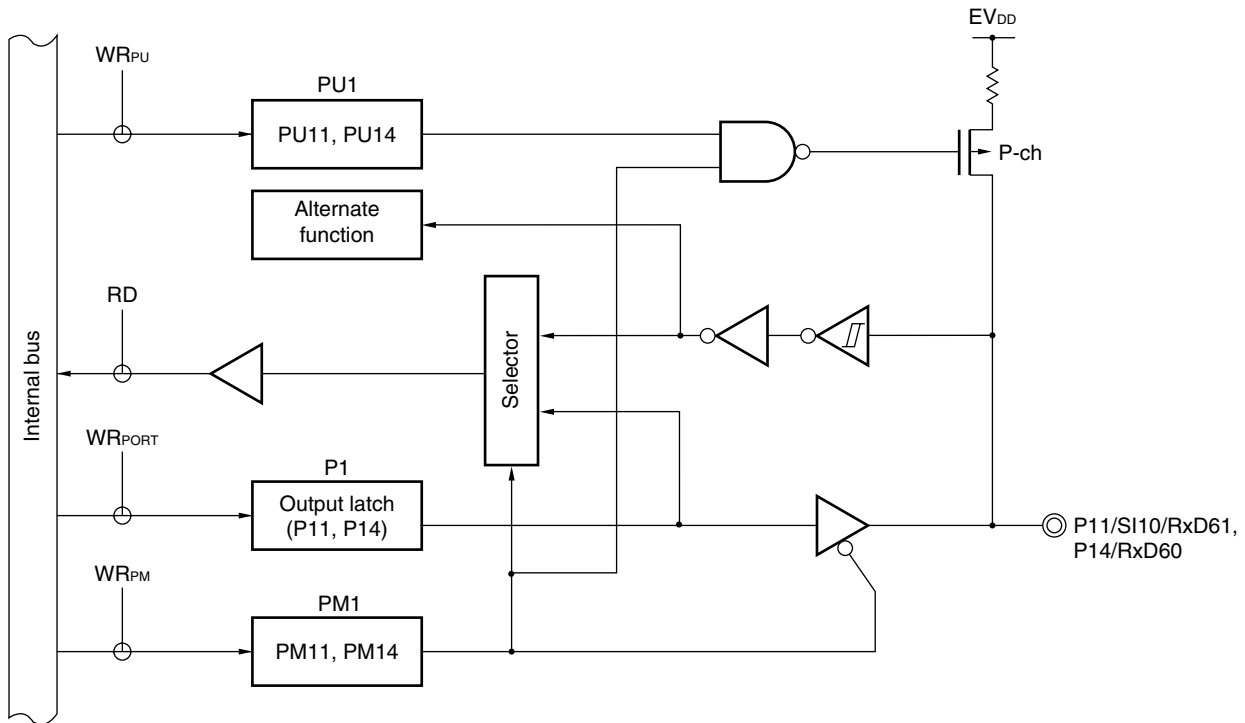 EVDD
WRPU
PU1
PU11, PU14
P-ch
Alternate
function
RD
Internal bus
Selector
WRPORT
P1
Output latch
(P11, P14)
P11/SI10/RxD61,
P14/RxD60
WRPM
PM1
PM11, PM14